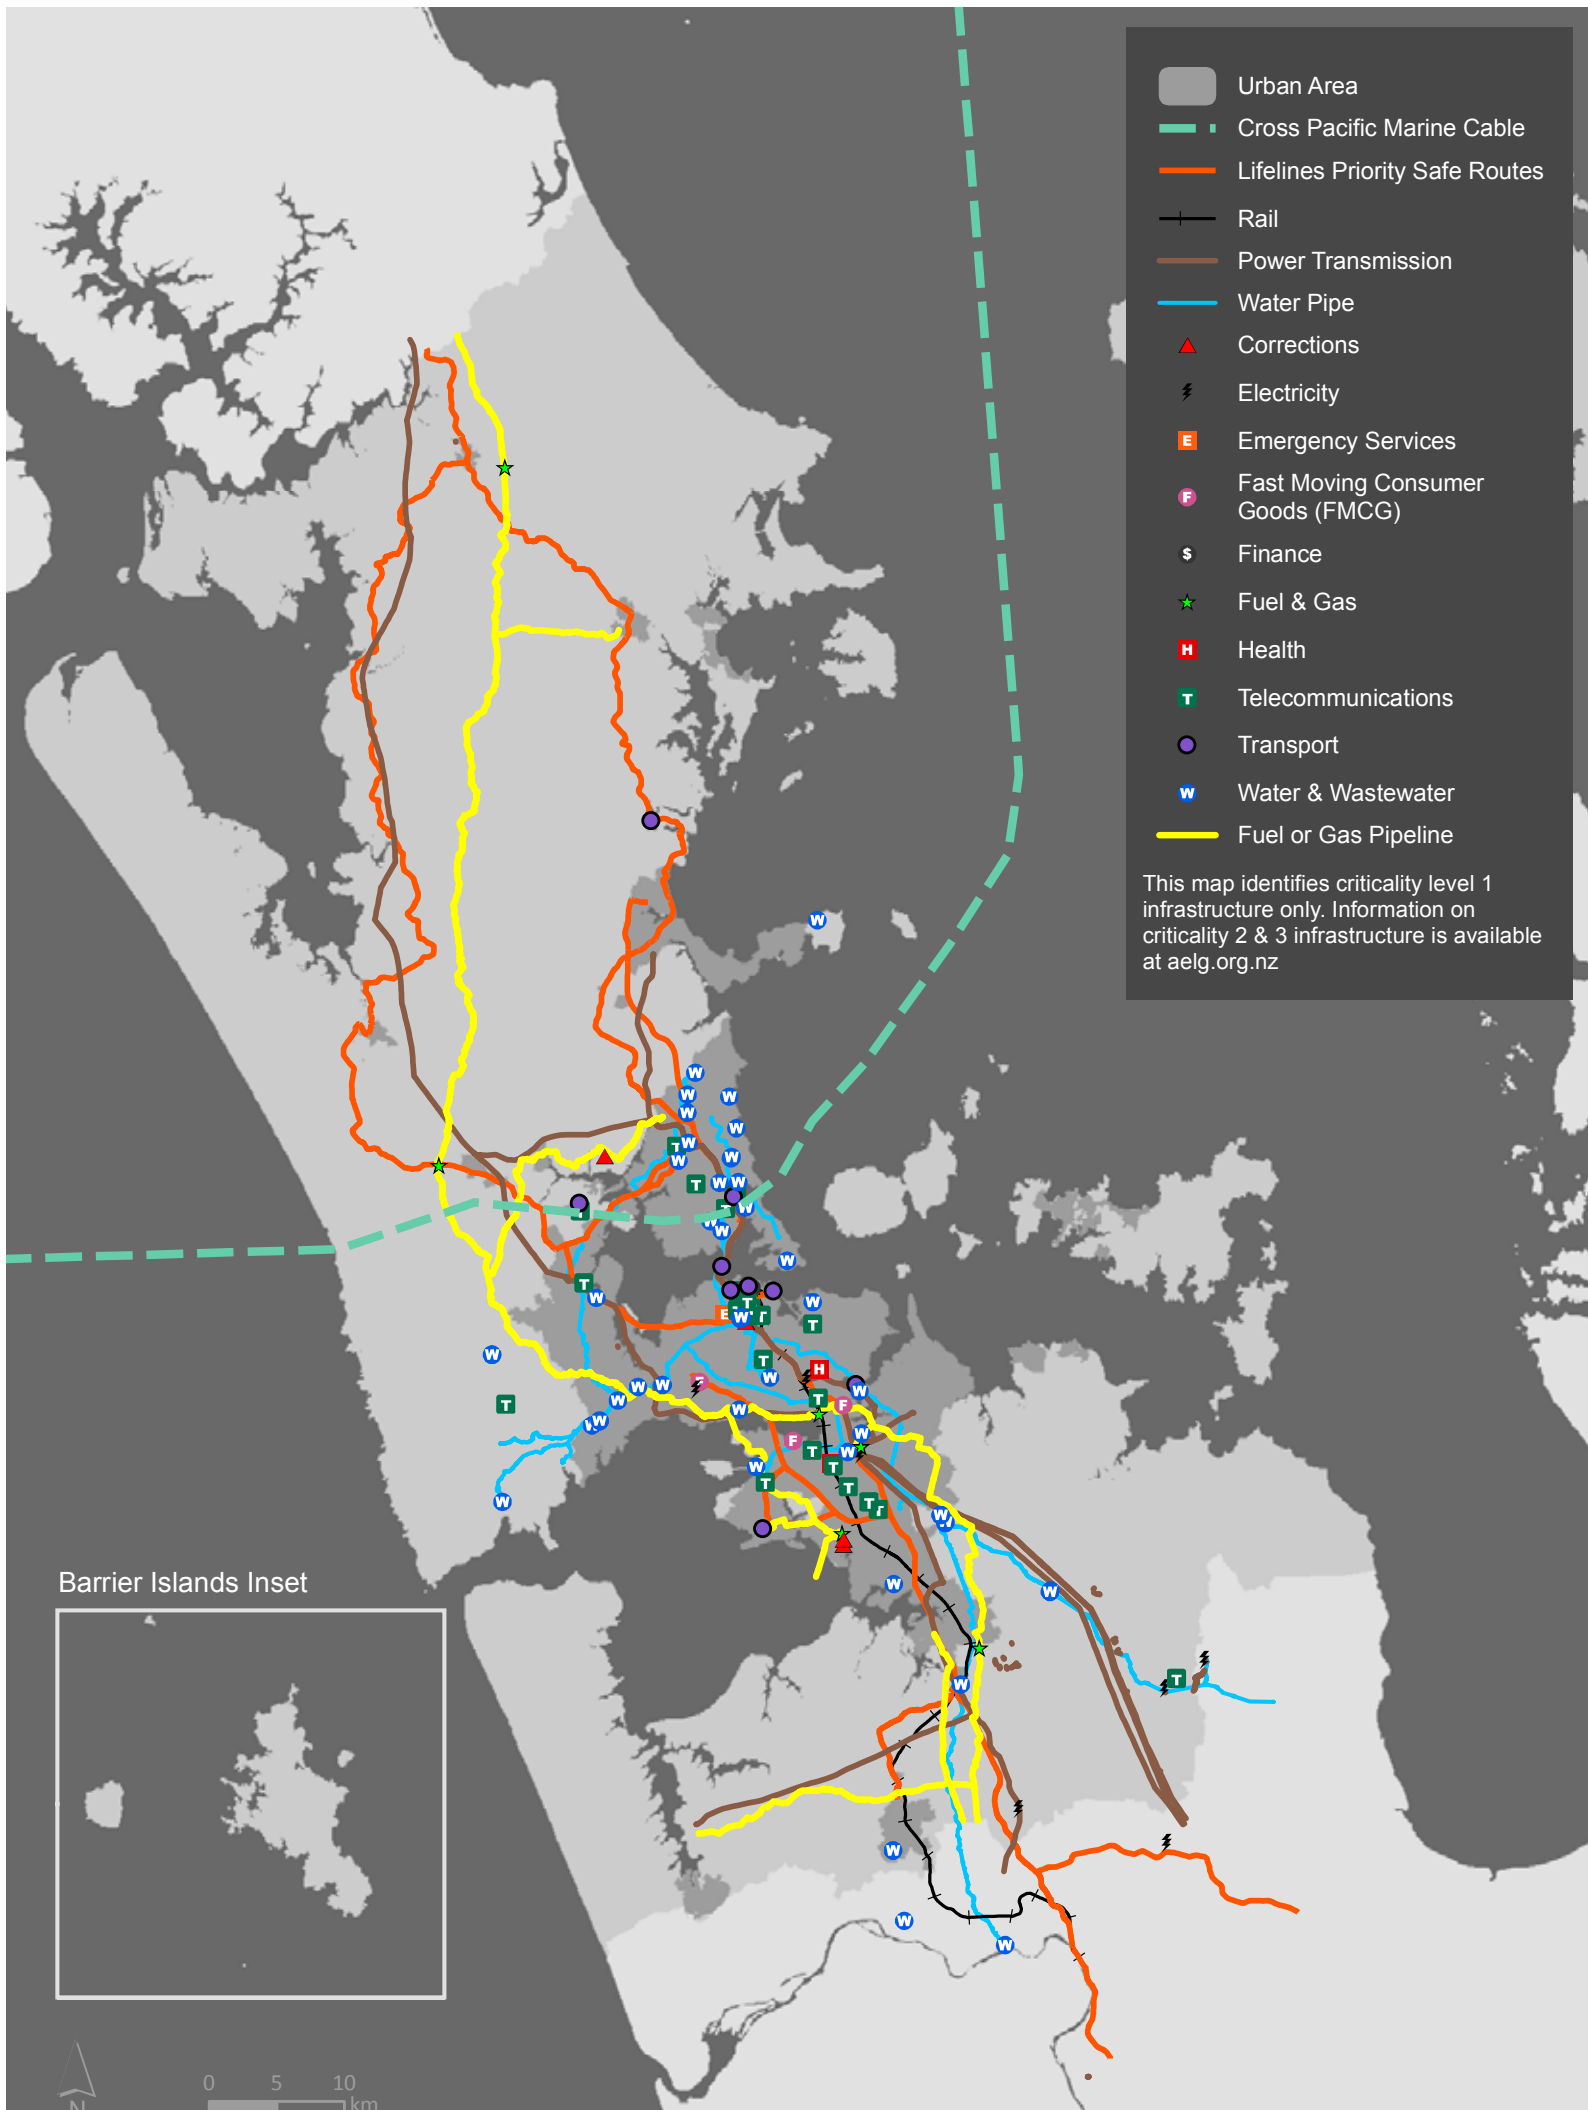 Urban Area
Cross Pacific Marine Cable
Lifelines Priority Safe Routes
Rail
Power Transmission
Water Pipe
Corrections
Electricity
E Emergency Services
F Fast Moving Consumer
Goods (FMCG)
$ Finance
Fuel & Gas
H Health
T Telecommunications
Transport
W Water & Wastewater
Fuel or Gas Pipeline
This map identifies criticality level 1
infrastructure only. Information on
criticality 2 & 3 infrastructure is available
at aelg.org.nz
Barrier Islands Inset
0 5 10
km
N